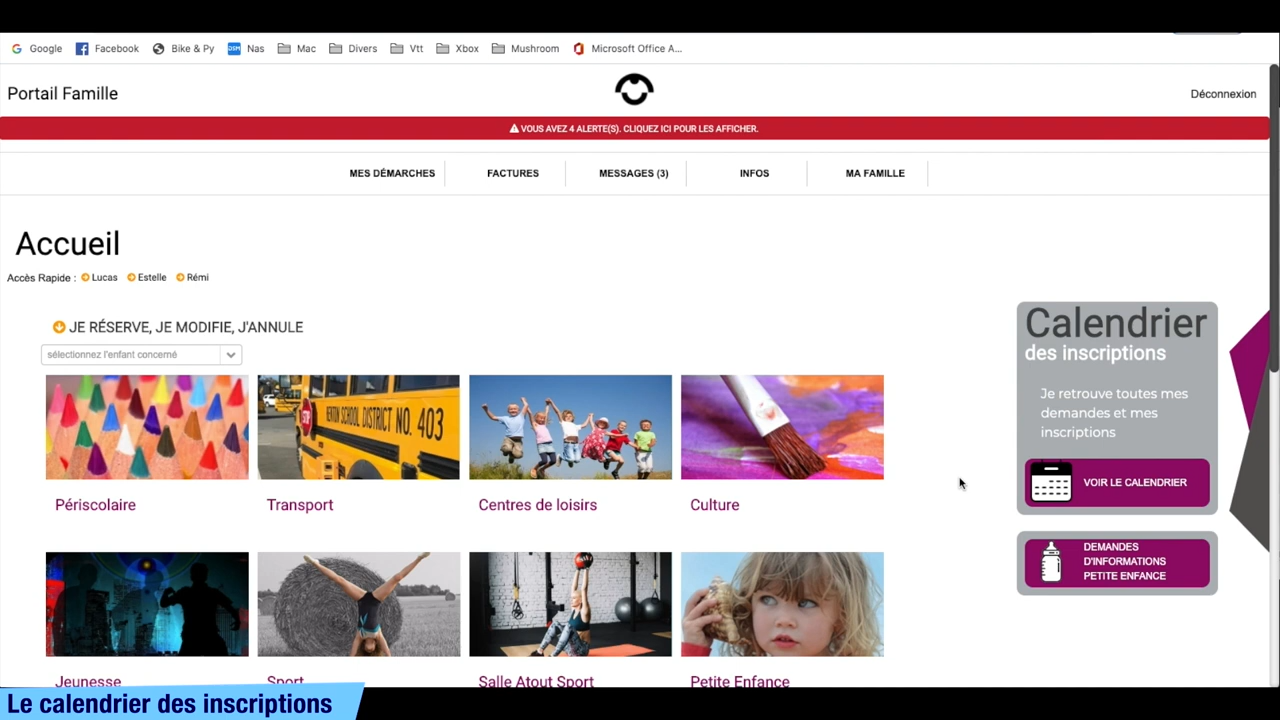 Google Facebook Bike & Py DSM Nas Mac Divers Vtt Xbox Mushroom Microsoft Office A...
Portail Famille
Déconnexion
VOUS AVEZ 4 ALERTE(S). CLIQUEZ ICI POUR LES AFFICHER.
MES DÉMARCHES FACTURES MESSAGES (3) INFOS MA FAMILLE
Accueil
Accès Rapide : Lucas Estelle Rémi
JE RÉSERVE, JE MODIFIE, J'ANNULE
sélectionnez l'enfant concerné
STOP
RENTON SCHOOL DISTRICT NO. 403
Périscolaire Transport Centres de loisirs Culture
Jeunesse Sport Salle Atout Sport Petite Enfance
Calendrier
des inscriptions
Je retrouve toutes mes
demandes et mes
inscriptions
VOIR LE CALENDRIER
DEMANDES
D'INFORMATIONS
PETITE ENFANCE
Le calendrier des inscriptions